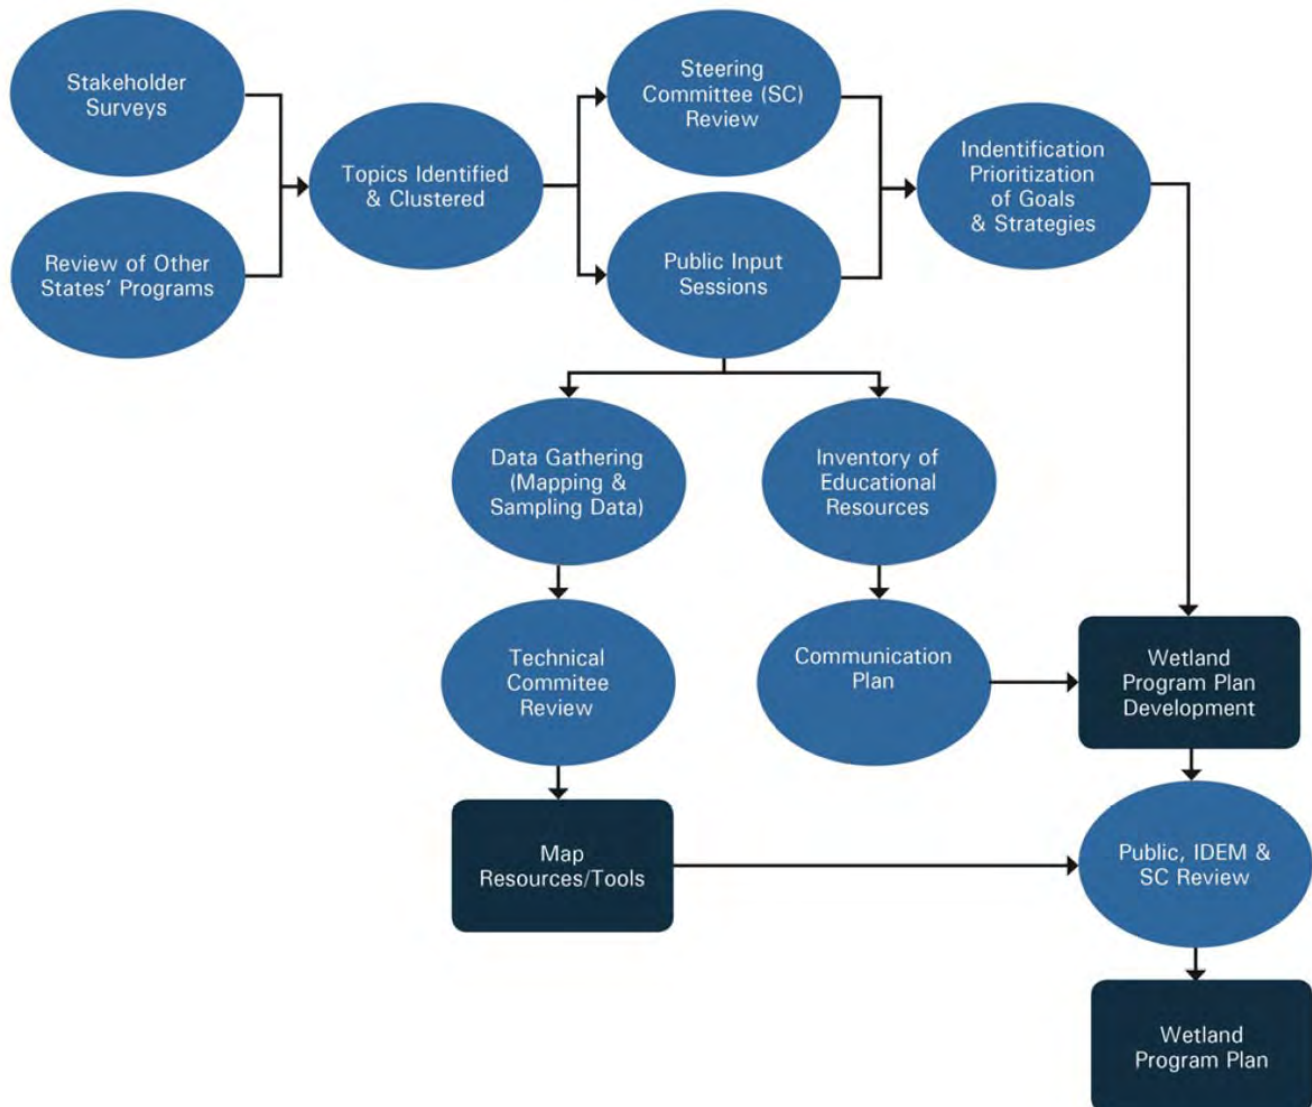 Stakeholder
Surveys
Review of Other
States' Programs
Topics Identified
& Clustered
Steering
Committee (SC)
Review
Public Input
Sessions
Indentification
Prioritization
of Goals
& Strategies
Data Gathering
(Mapping &
Sampling Data)
Inventory of
Educational
Resources
Technical
Commitee
Review
Communication
Plan
Wetland
Program Plan
Development
Map
Resources/Tools
Public, IDEM &
SC Review
Wetland
Program Plan